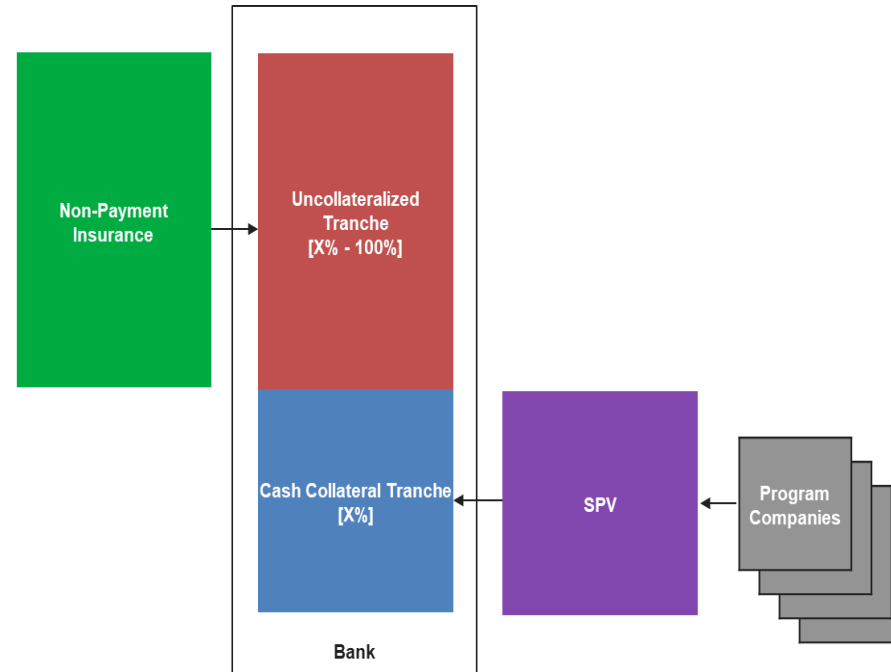 Non-Payment
Insurance
Uncollateralized
Tranche
[X% - 100%]
Cash Collateral Tranche
[X%]
SPV
Program
Companies
Bank